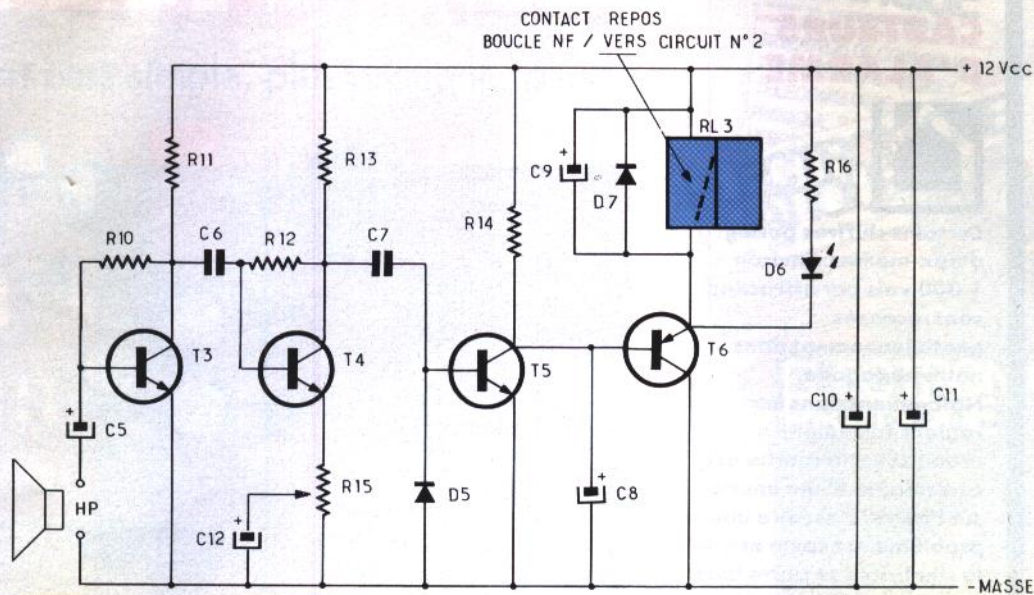 CONTACT REPOS
BOUCLE NF / VERS CIRCUIT N°2
+ 12 Vcc
R11
R13
RL 3
C9
D7
R16
R14
R10
C6
R12
C7
D6
T3
T4
T5
T6
C5
C10
C11
HP
R15
D5
C8
C12
- MASSE